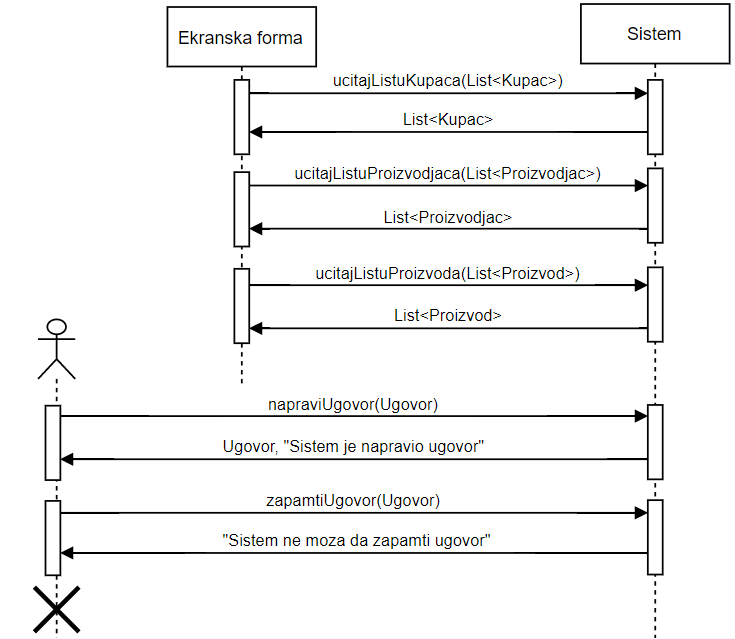 Ekranska forma
Sistem
ucitajListuKupaca(List<Kupac>)
List<Kupac>
ucitajListuProizvodjaca(List<Proizvodjac>)
List<Proizvodjac>
ucitajListuProizvoda(List<Proizvod>)
List<Proizvod>
napraviUgovor(Ugovor)
Ugovor, "Sistem je napravio ugovor"
zapamtiUgovor(Ugovor)
"Sistem ne moza da zapamti ugovor"